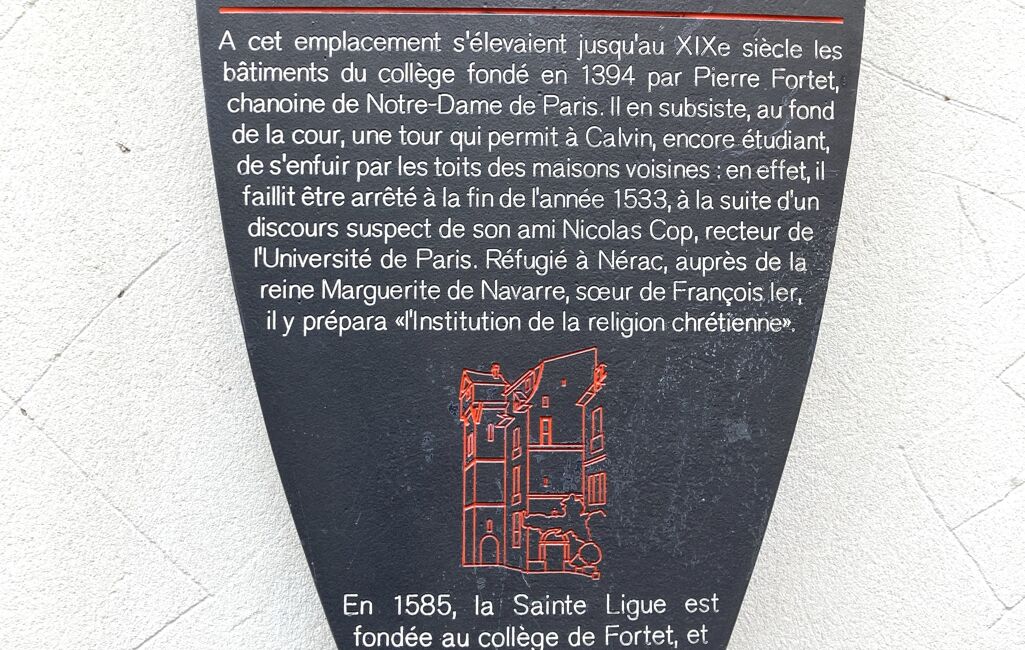 A cet emplacement s'élevaient jusqu'au XIXe siècle les
bâtiments du collège fondé en 1394 par Pierre Fortet,
chanoine de Notre-Dame de Paris. Il en subsiste, au fond
de la cour, une tour qui permit à Calvin, encore étudiant,
de s'enfuir par les toits des maisons voisines : en effet, il
faillit être arrêté à la fin de l'année 1533, à la suite d'un
discours suspect de son ami Nicolas Cop, recteur de
l'Université de Paris. Réfugié à Nérac, auprès de la
reine Marguerite de Navarre, sœur de François Ier,
il y prépara «l'Institution de la religion chrétienne».
En 1585, la Sainte Ligue est
fondée au collège de Fortet, et